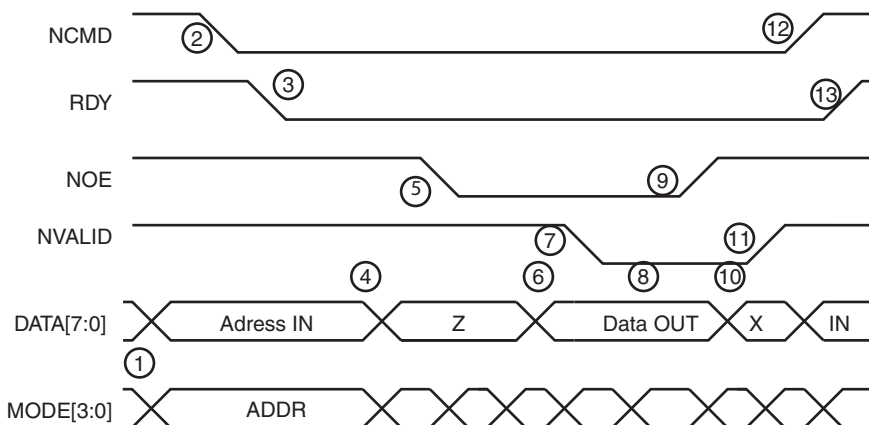 NCMD ② ⑫
RDY ③ ⑬
NOE ⑤ ⑨
NVALID ⑦ ⑪
④ ⑥ ⑧ ⑩
DATA[7:0] Adress IN Z Data OUT X IN
①
MODE[3:0] ADDR